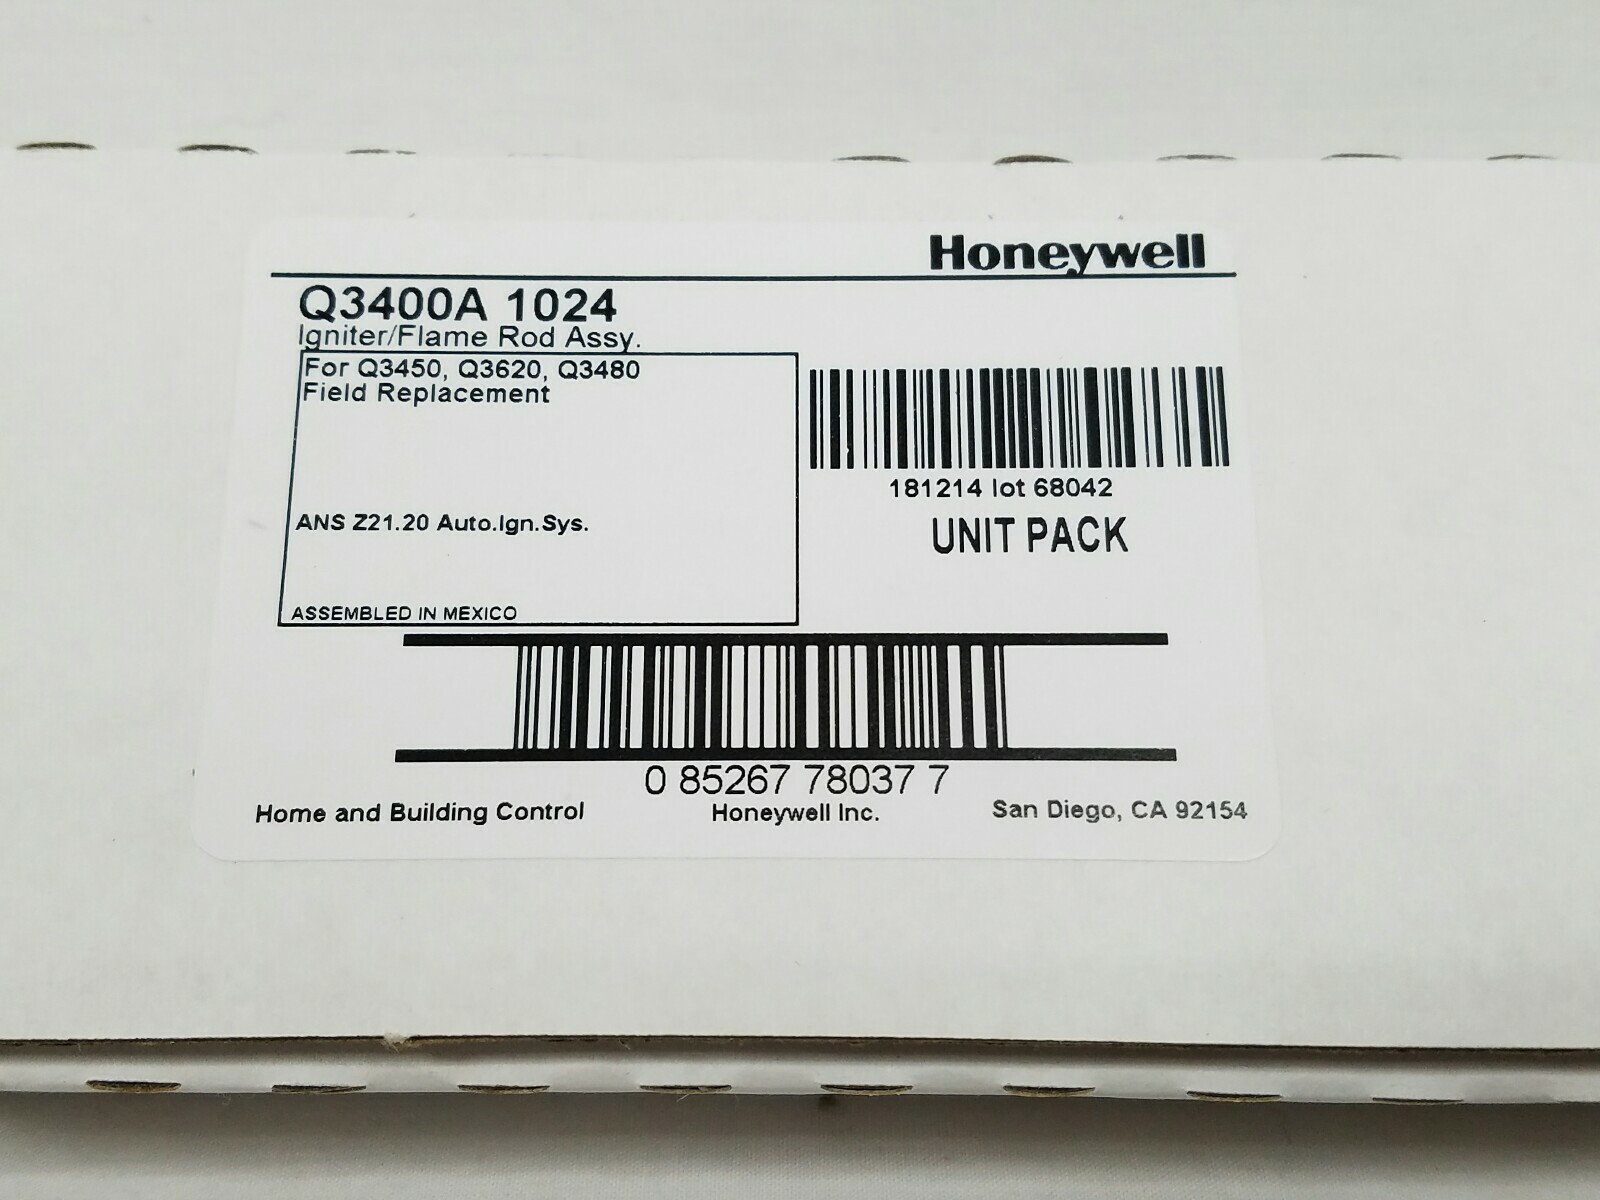 Honeywell
Q3400A 1024
Igniter/Flame Rod Assy.
For Q3450, Q3620, Q3480
Field Replacement
ANS Z21.20 Auto.Ign.Sys.
ASSEMBLED IN MEXICO
181214 lot 68042
UNIT PACK
0 85267 78037 7
Home and Building Control Honeywell Inc. San Diego, CA 92154